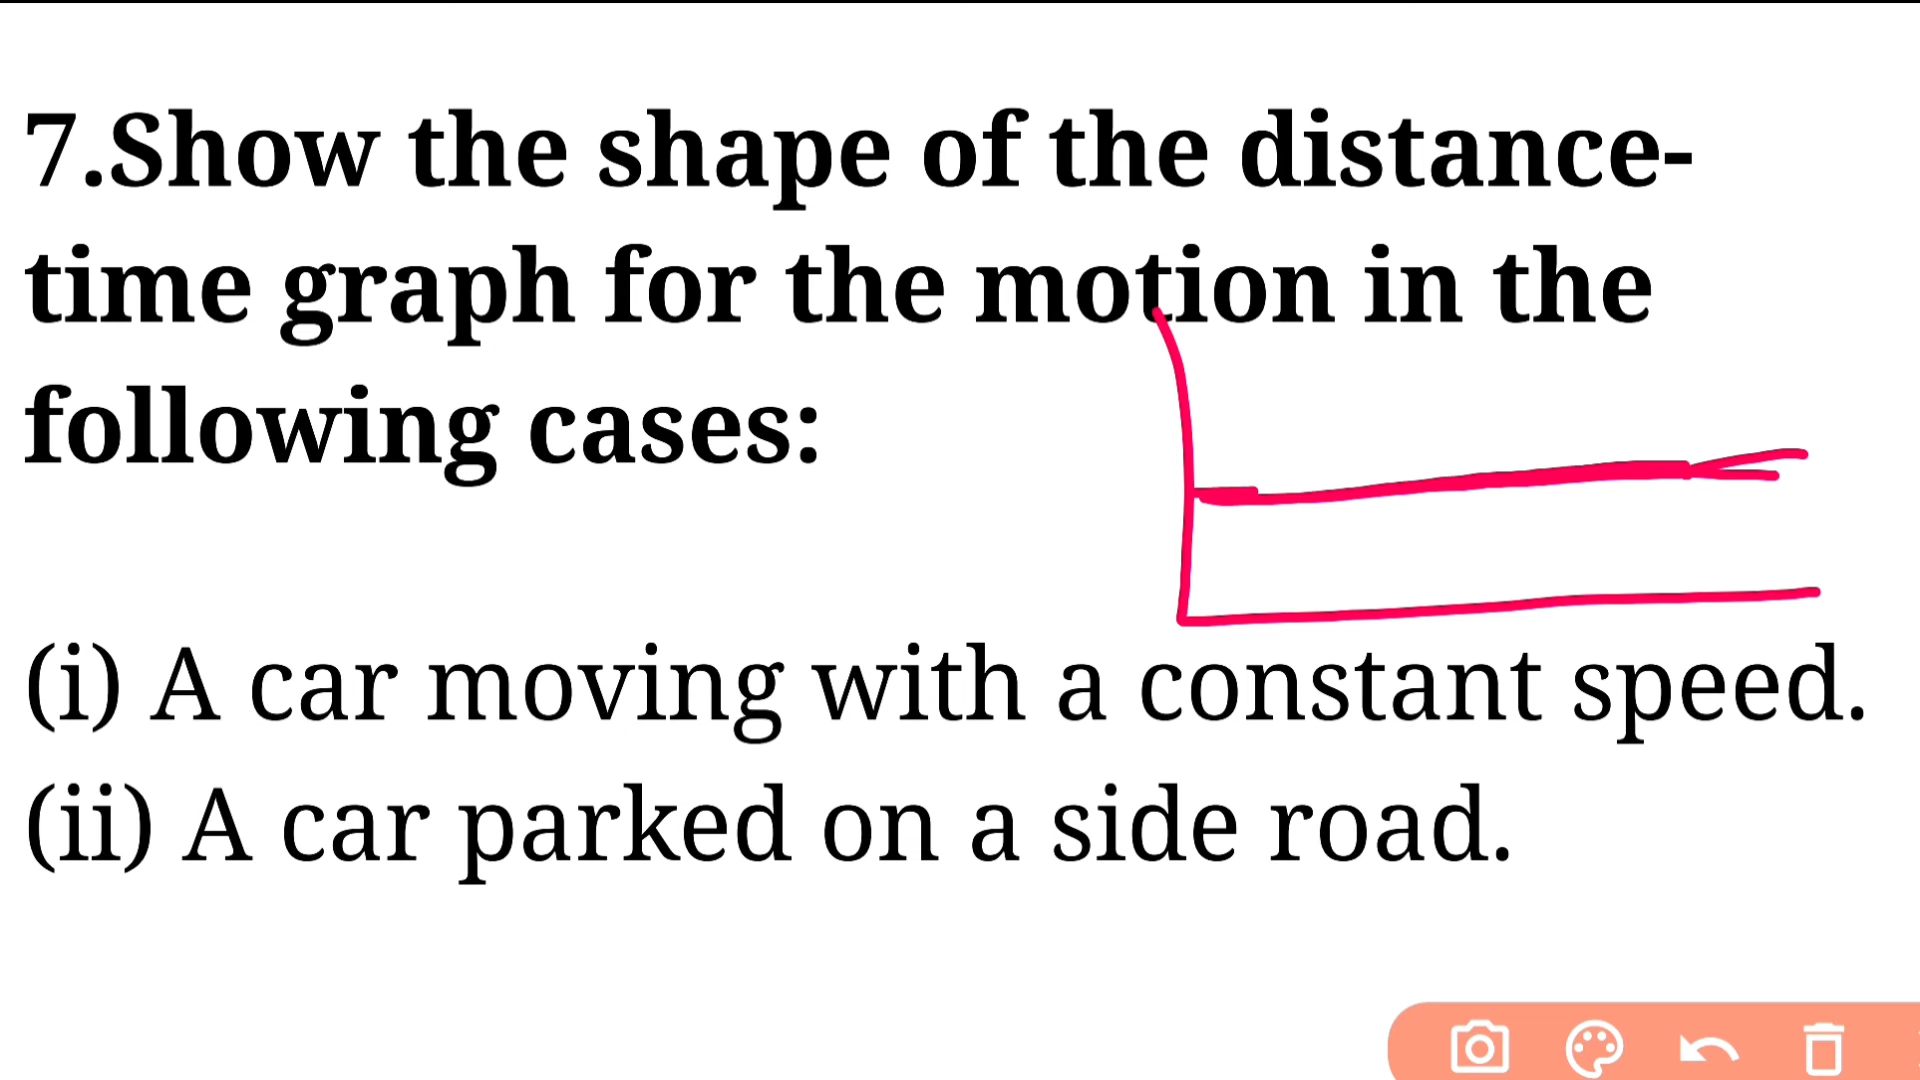 7.Show the shape of the distance-
time graph for the motion in the
following cases:
(i) A car moving with a constant speed.
(ii) A car parked on a side road.